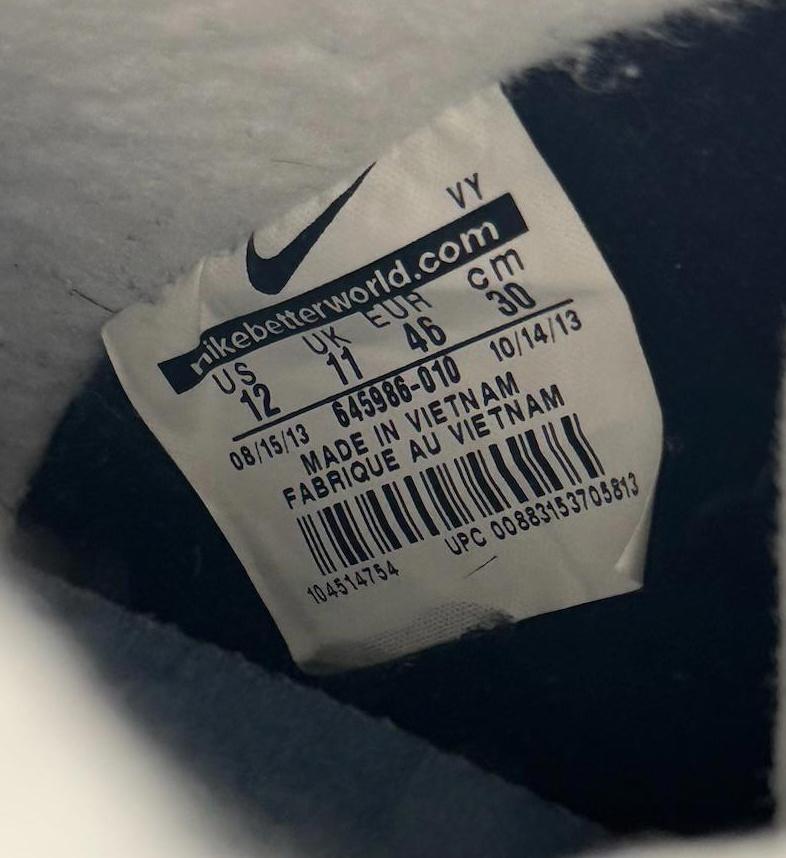 VY
nikebetterworld.com
US UK EUR cm
12 11 46 30
645986-010
08/15/13 10/14/13
MADE IN VIETNAM
FABRIQUE AU VIETNAM
104514754 UPC 00883153705813